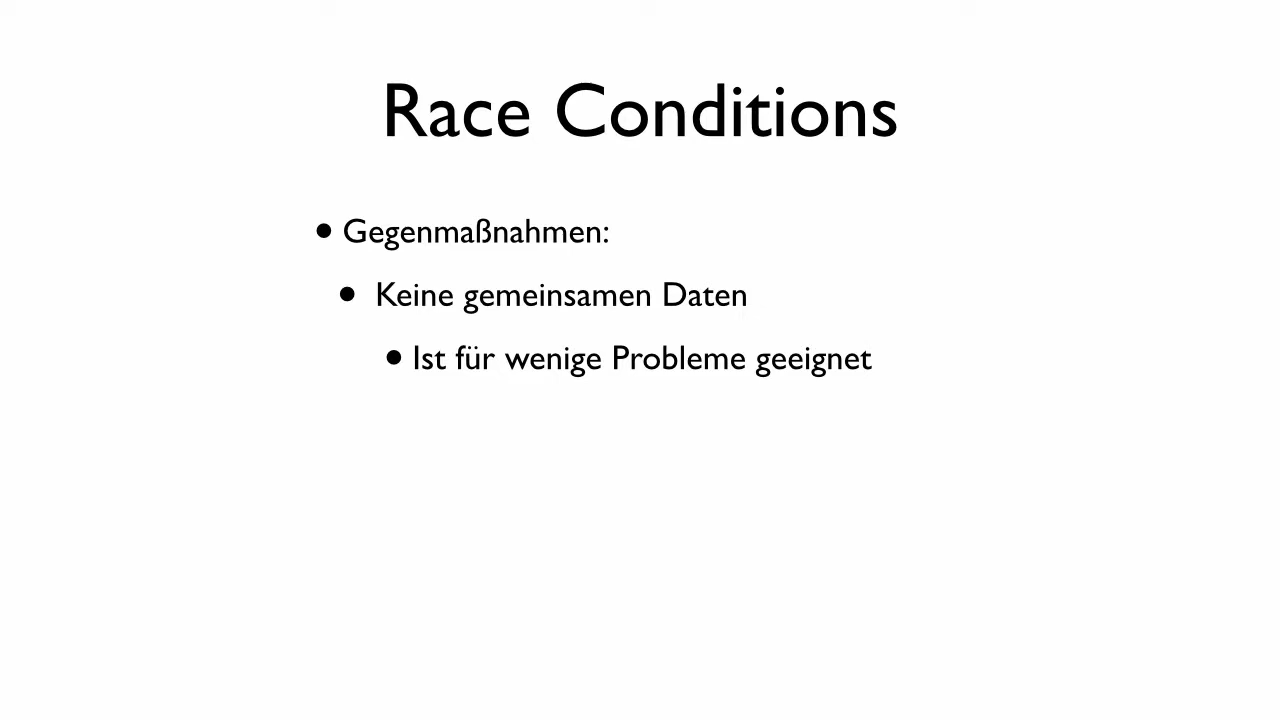 Race Conditions
• Gegenmaßnahmen:
• Keine gemeinsamen Daten
• Ist für wenige Probleme geeignet